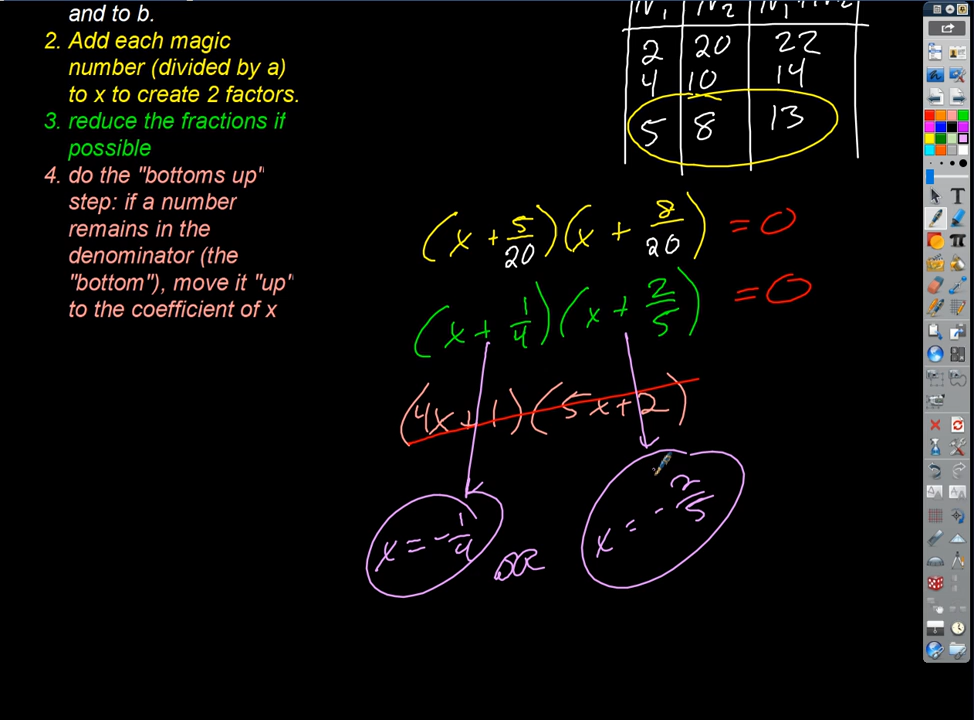 and to b.
2. Add each magic
number (divided by a)
to x to create 2 factors.
3. reduce the fractions if
possible
4. do the "bottoms up"
step: if a number
remains in the
denominator (the
"bottom"), move it "up"
to the coefficient of x
2 20 22
4 10 14
5 8 13
(x + 5/20)(x + 8/20) = 0
(x + 1/4)(x + 2/5) = 0
(4x + 1)(5x + 2)
x = -1/4 OR x = -2/5